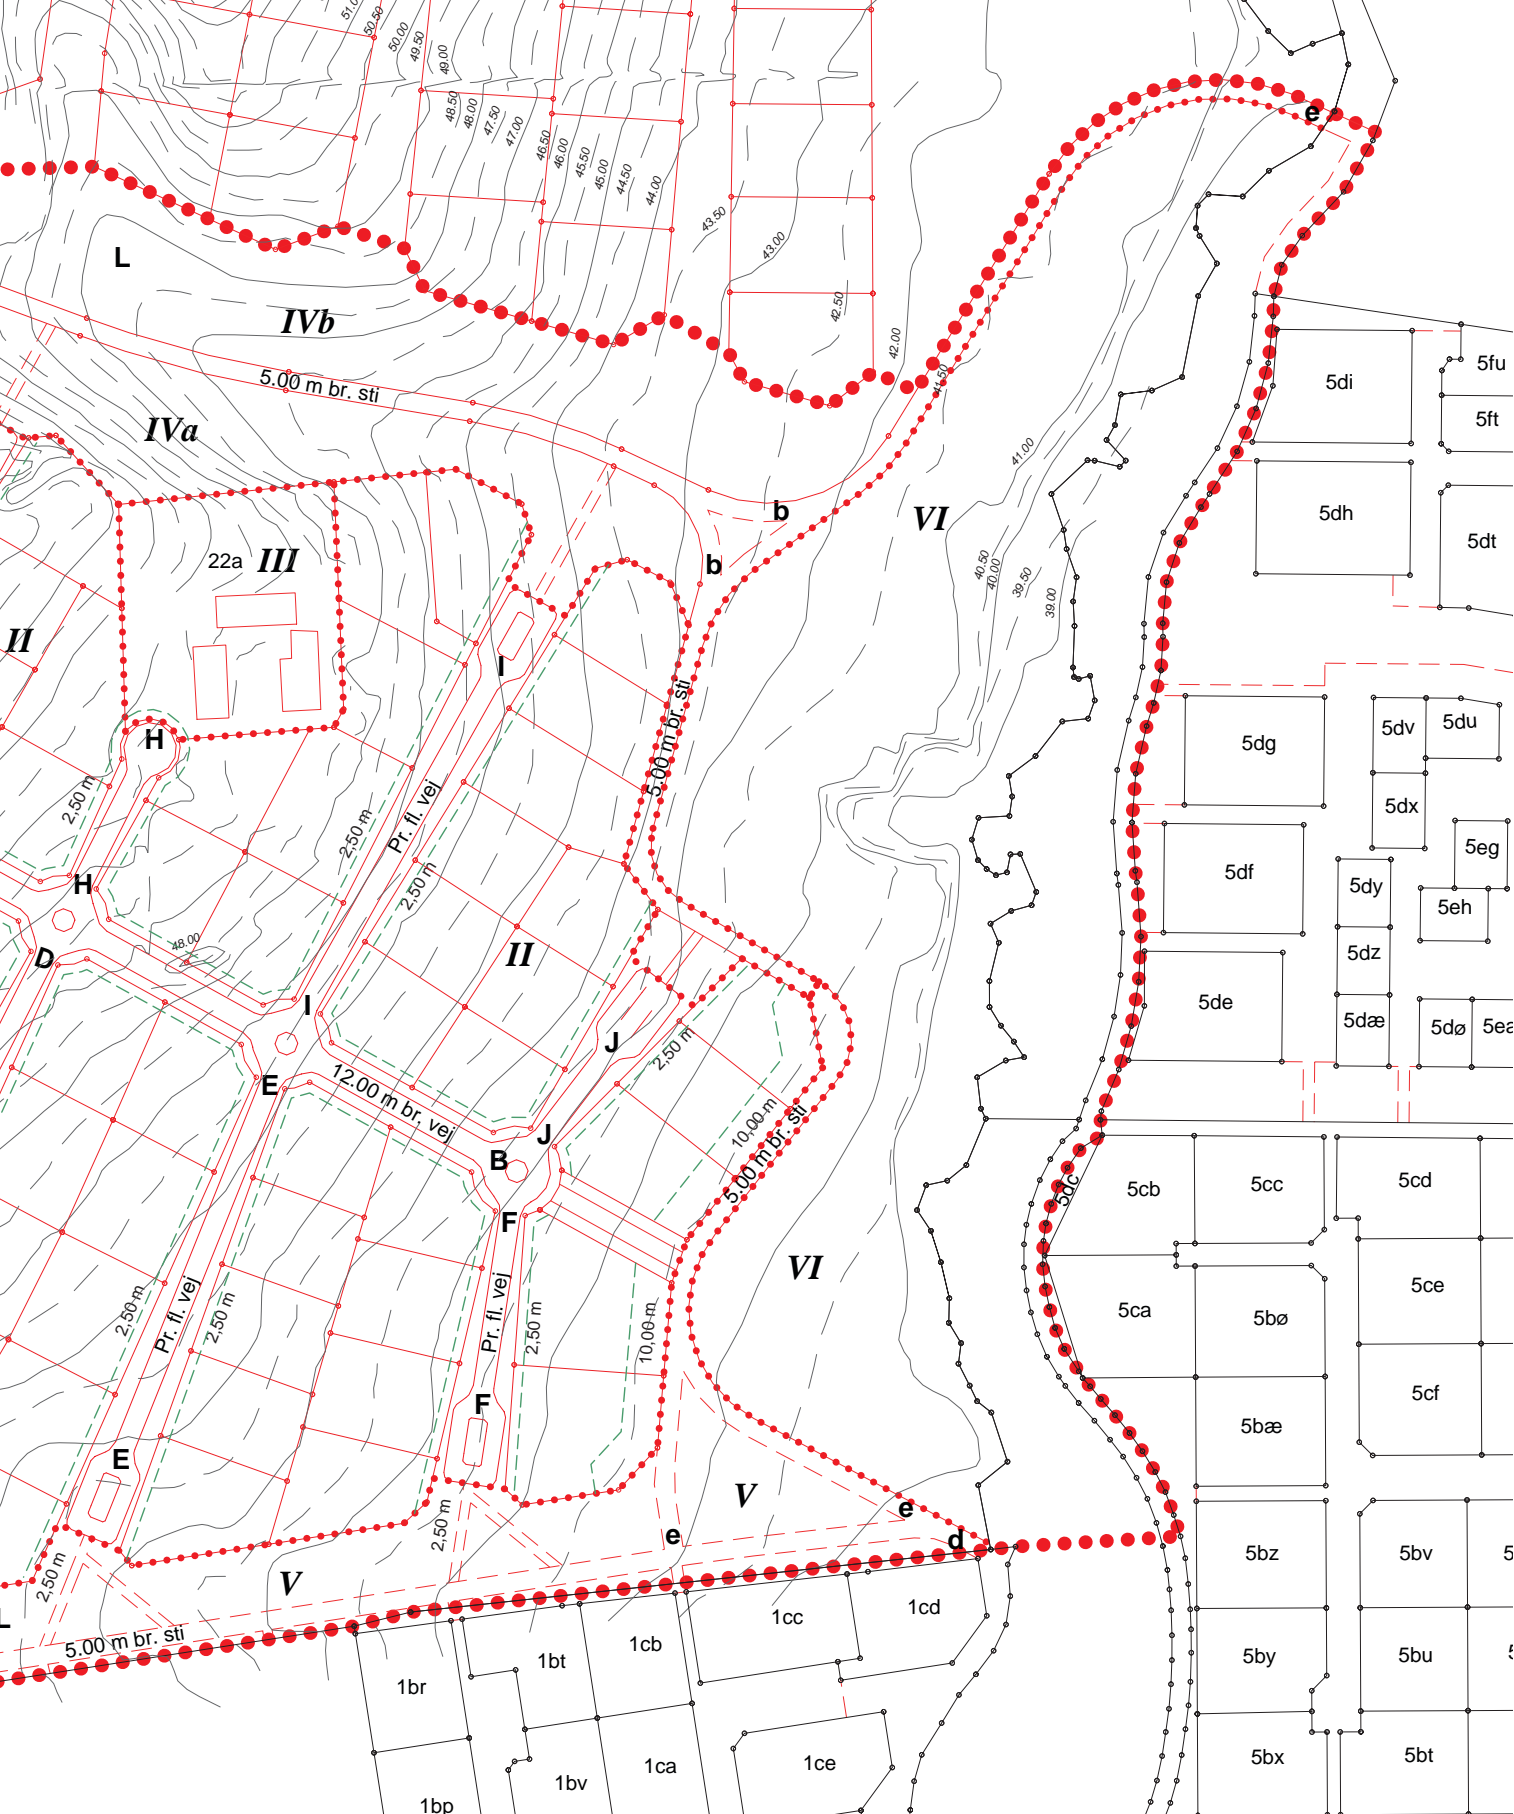 51.0
50.50
50.00
49.50
49.00
48.50
48.00
47.50
47.00
46.50
46.00
45.50
45.00
44.50
44.00
43.50
43.00
42.50
42.00
41.50
41.00
40.50
40.00
39.50
39.00
e
L
IVb
5.00 m br. sti
IVa
b
b
VI
22a
III
II
I
H
2,50 m
H
D
48.00
2,50 m
Pr. fl. vej
2,50 m
5.00 m br. sti
II
I
E
12.00 m br, vej
J
2,50 m
J
B
F
10,00 m
5.00 m br. sti
VI
2,50 m
Pr. fl. vej
2,50 m
Pr. fl. vej
2,50 m
10,00 m
F
E
V
e
e
d
2,50 m
2,50 m
V
L
5.00 m br. sti
5di
5fu
5ft
5dh
5dt
5dg
5dv
5du
5dx
5df
5dy
5eg
5eh
5dz
5de
5dæ
5dø
5ea
5dc
5cb
5cc
5cd
5ca
5bø
5ce
5bæ
5cf
5bz
5bv
5
5by
5bu
5
5bx
5bt
1br
1bt
1cb
1cc
1cd
1bv
1ca
1ce
1bp